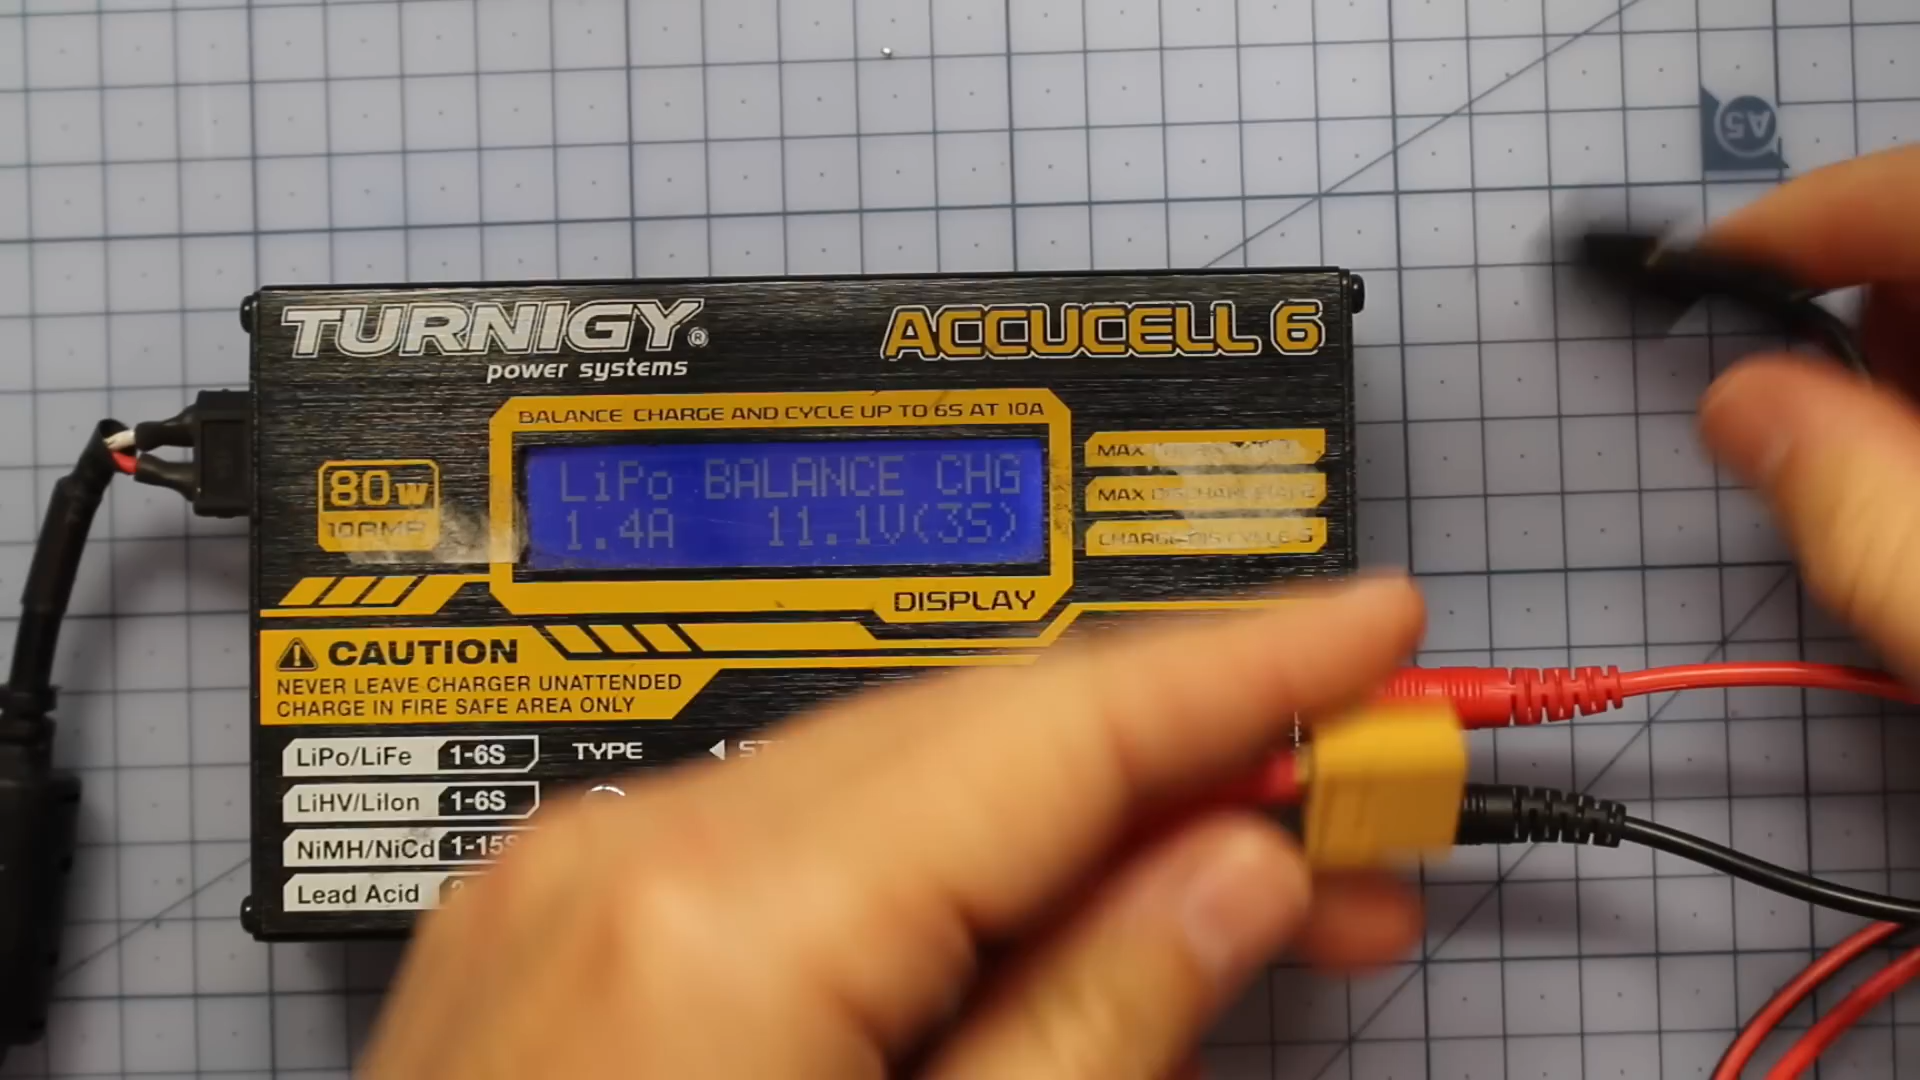 TURNIGY®
power systems
ACCUCELL 6
BALANCE CHARGE AND CYCLE UP TO 6S AT 10A
80W
LiPo BALANCE CHG
1.4A 11.1V(3S)
MAX
MAX
DISPLAY
CAUTION
NEVER LEAVE CHARGER UNATTENDED
CHARGE IN FIRE SAFE AREA ONLY
LiPo/LiFe 1-6S
TYPE
LiHV/LiIon 1-6S
NiMH/NiCd 1-15S
Lead Acid
A5